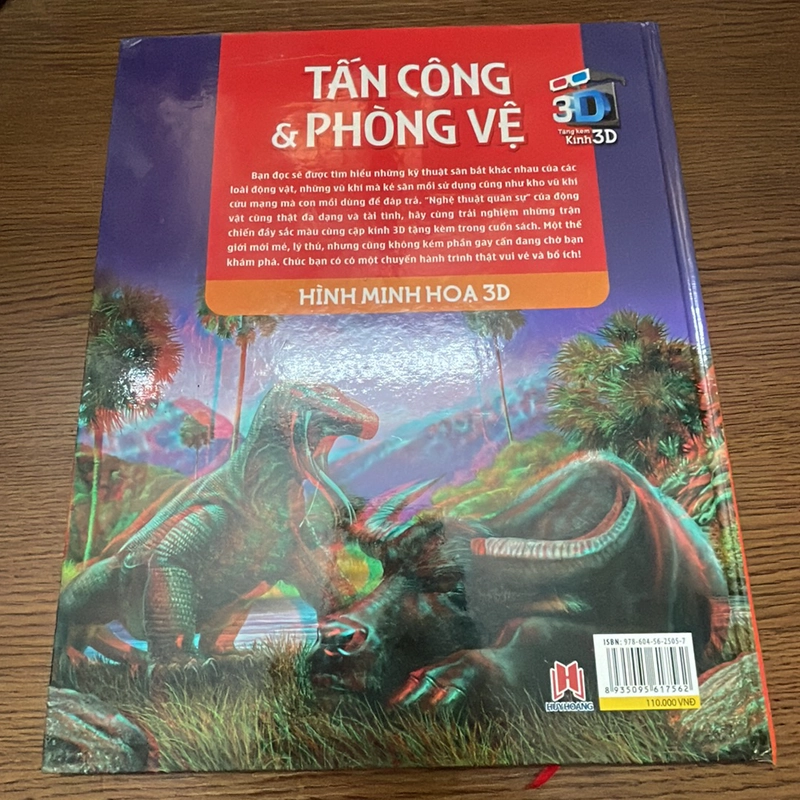 TẤN CÔNG
& PHÒNG VỆ
3D
Tặng kèm
Kính 3D
Bạn đọc sẽ được tìm hiểu những kỹ thuật săn bắt khác nhau của các
loài động vật, những vũ khí mà kẻ săn mồi sử dụng cũng như kho vũ khí
cứu mạng mà con mồi dùng để đáp trả. "Nghệ thuật quân sự" của động
vật cũng thật đa dạng và tài tình, hãy cùng trải nghiệm những trận
chiến đầy sắc màu cùng cặp kính 3D tặng kèm trong cuốn sách. Một thế
giới mới mẻ, lý thú, nhưng cũng không kém phần gay cấn đang chờ bạn
khám phá. Chúc bạn có có một chuyến hành trình thật vui vẻ và bổ ích!
HÌNH MINH HOẠ 3D
ISBN: 978-604-56-2505-7
8 935095 617562
110.000 VNĐ
HUYHOANG